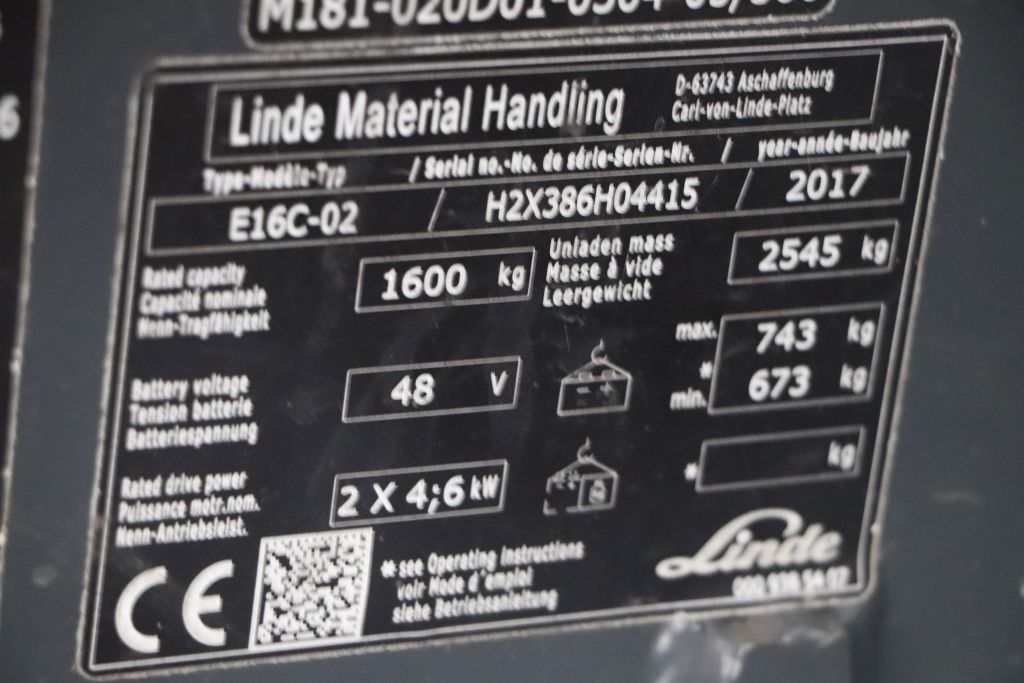 Linde Material Handling
D-63743 Aschaffenburg
Carl-von-Linde-Platz
Type-Modèle-Typ / Serial no.-No. de série-Serien-Nr. / year-année-Baujahr
E16C-02 / H2X386H04415 / 2017
Rated capacity
Capacité nominale
Nenn-Tragfähigkeit
1600 kg
Unladen mass
Masse à vide
Leergewicht
2545 kg
Battery voltage
Tension batterie
Batteriespannung
48 V
max. 743 kg
*
min. 673 kg
Rated drive power
Puissance motr.nom.
Nenn-Antriebsleist.
2 X 4;6 kW
* kg
CE
*see Operating Instructions
voir Mode d'emploi
siehe Betriebsanleitung
Linde